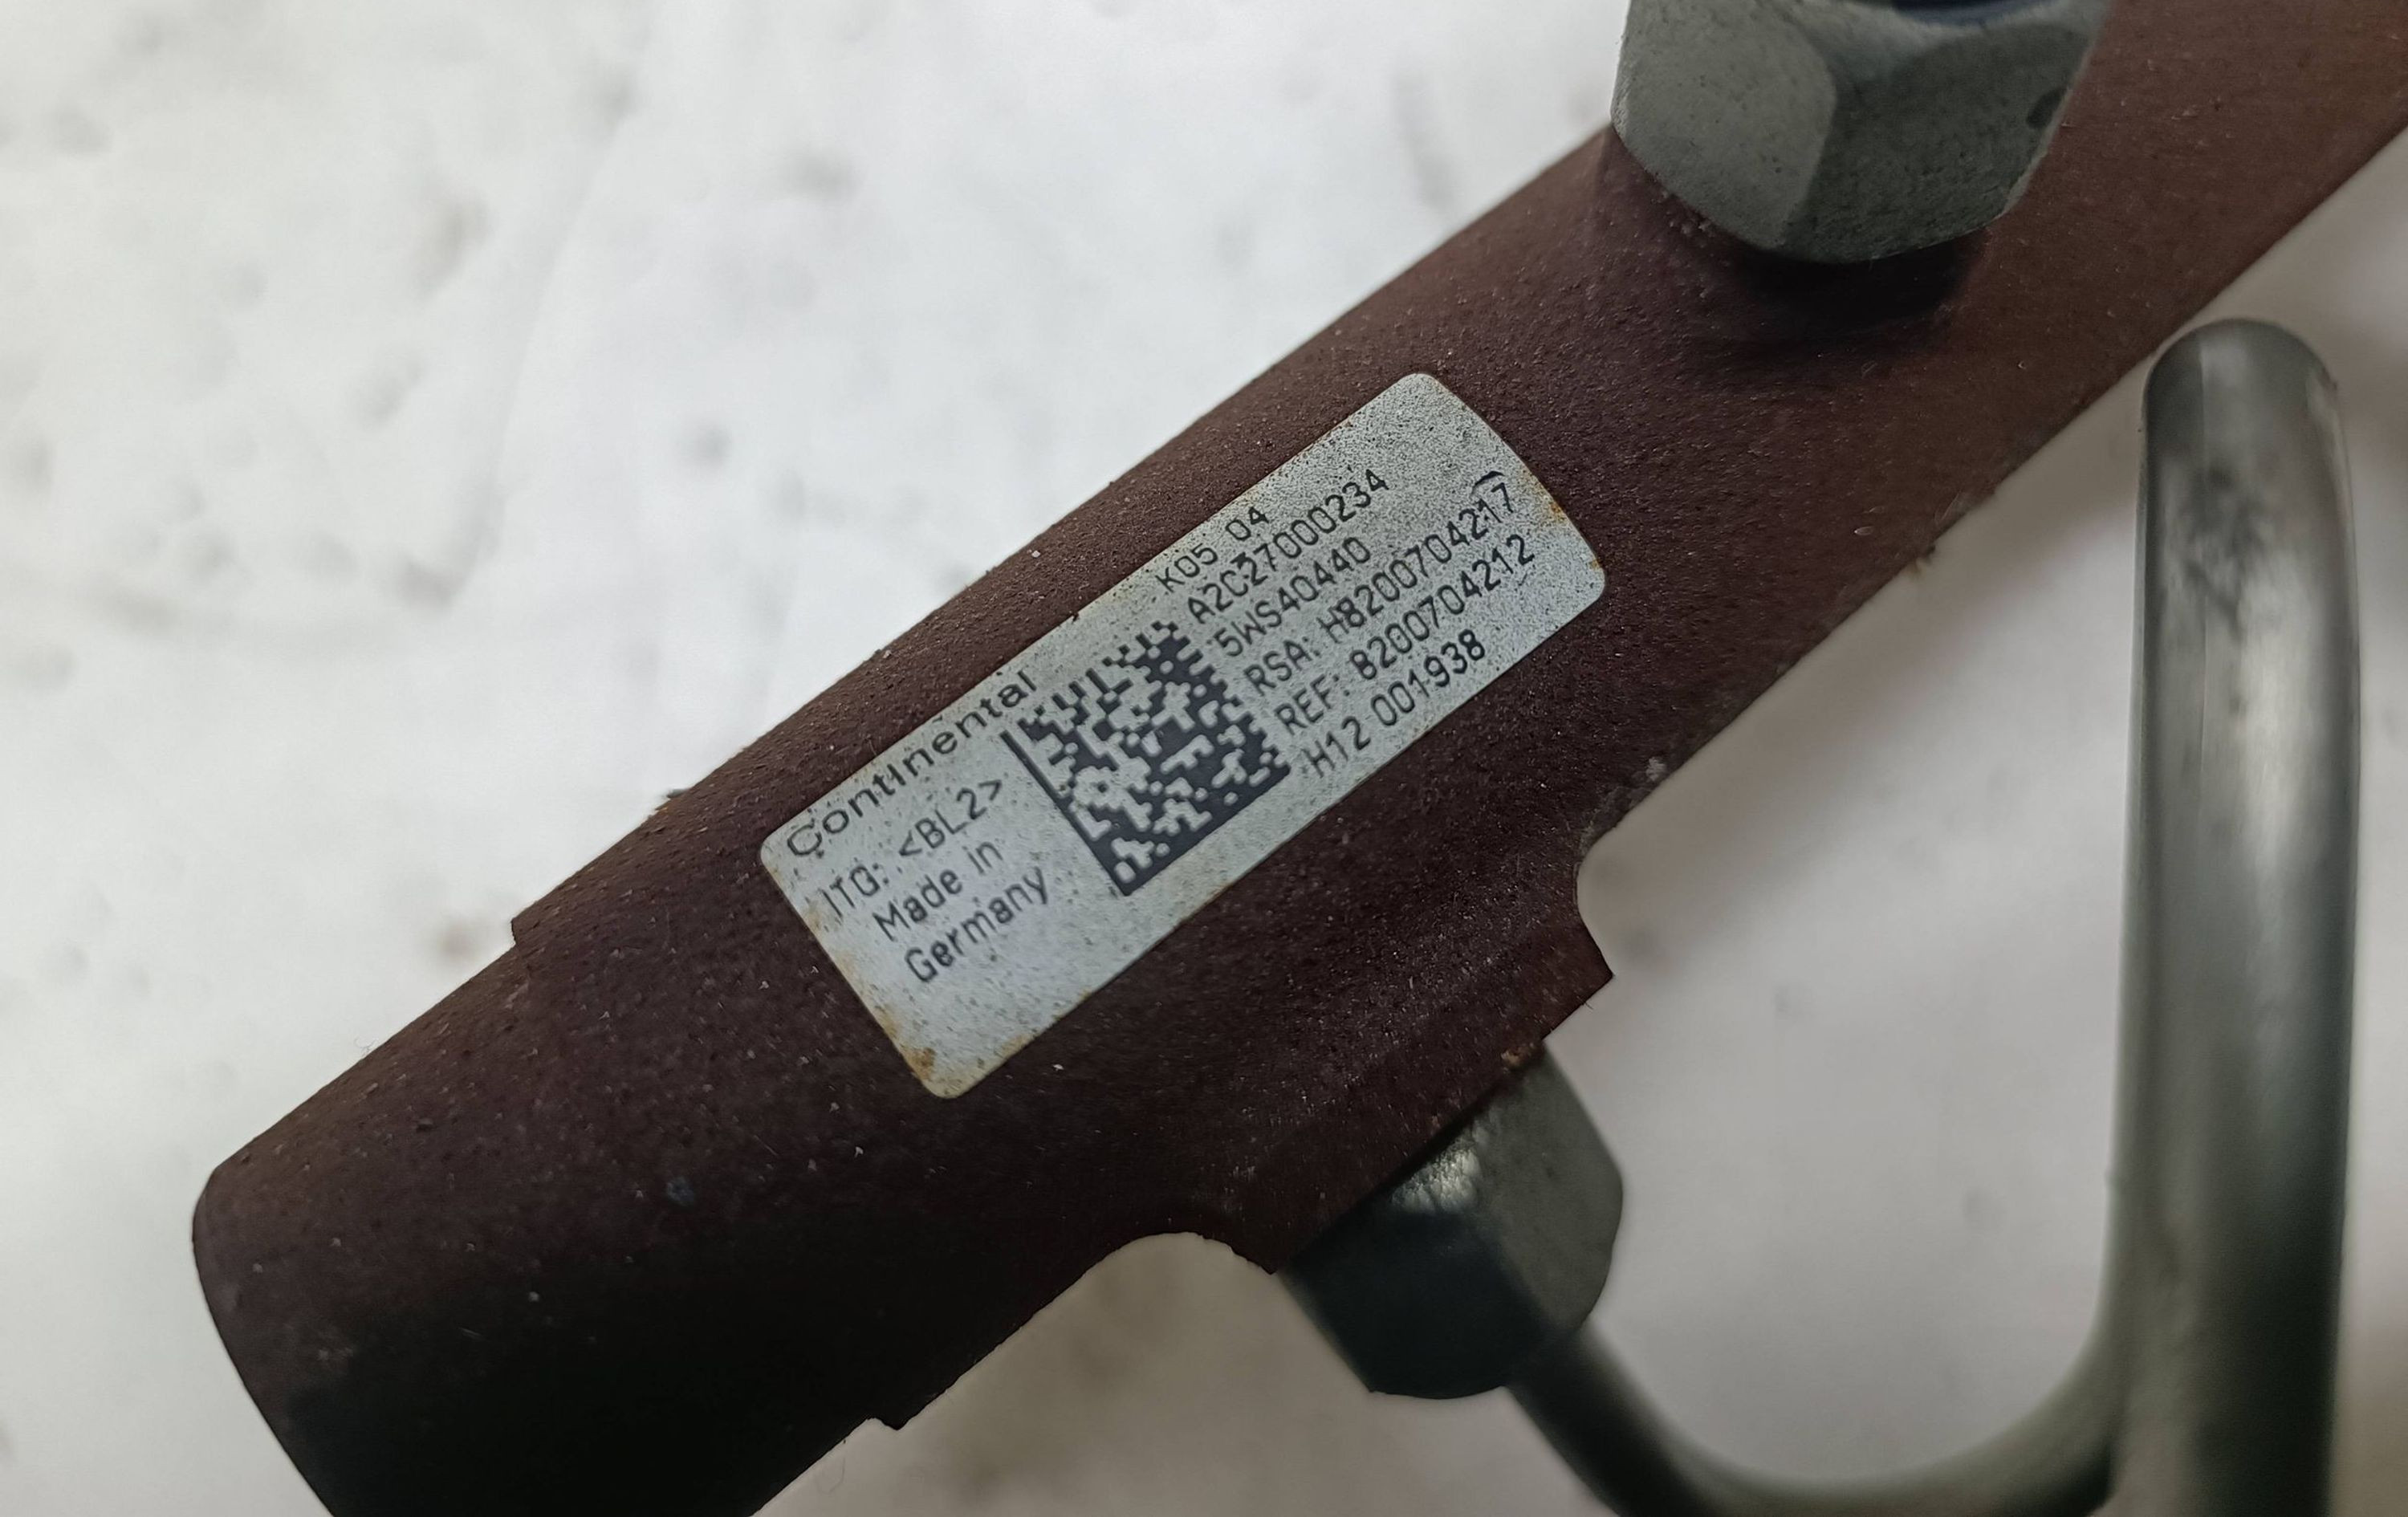 Continental
ITG: <BL2>
Made in
Germany
K05 04
A2C27000234
5WS40440
RSA: H8200704217
REF: 8200704212
H12 001938